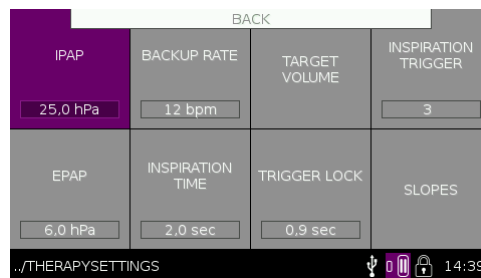 BACK
IPAP
25,0 hPa
BACKUP RATE
12 bpm
TARGET
VOLUME
INSPIRATION
TRIGGER
3
EPAP
6,0 hPa
INSPIRATION
TIME
2,0 sec
TRIGGER LOCK
0,9 sec
SLOPES
../THERAPYSETTINGS
14:39